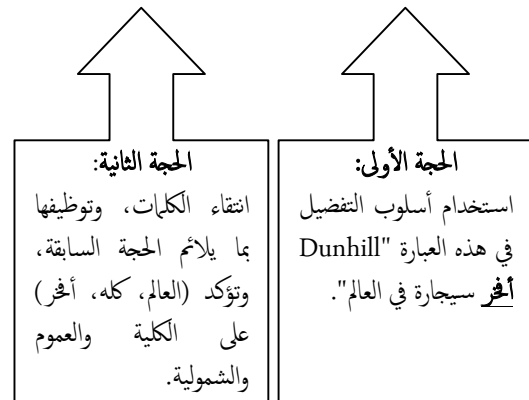 الحجة الأولى:
استخدام أسلوب التفضيل
في هذه العبارة "Dunhill
أفخر سيجارة في العالم".
الحجة الثانية:
انتقاء الكلمات، وتوظيفها
بما يلائم الحجة السابقة،
وتؤكد (العالم، كله، أفخر)
على الكلية والعموم
والشمولية.